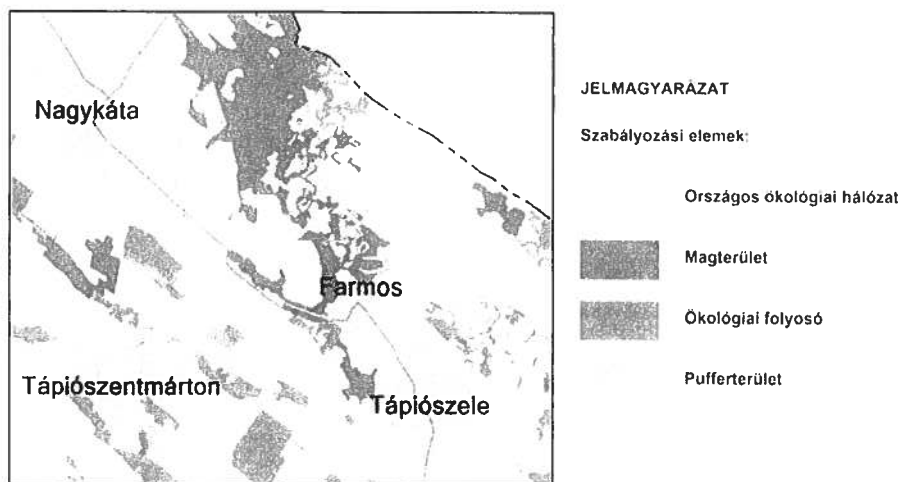 Nagykáta
Farmos
Tápiószentmárton
Tápiószele
JELMAGYARÁZAT
Szabályozási elemek:
Országos ökológiai hálózat
Magterület
Ökológiai folyosó
Pufferterület